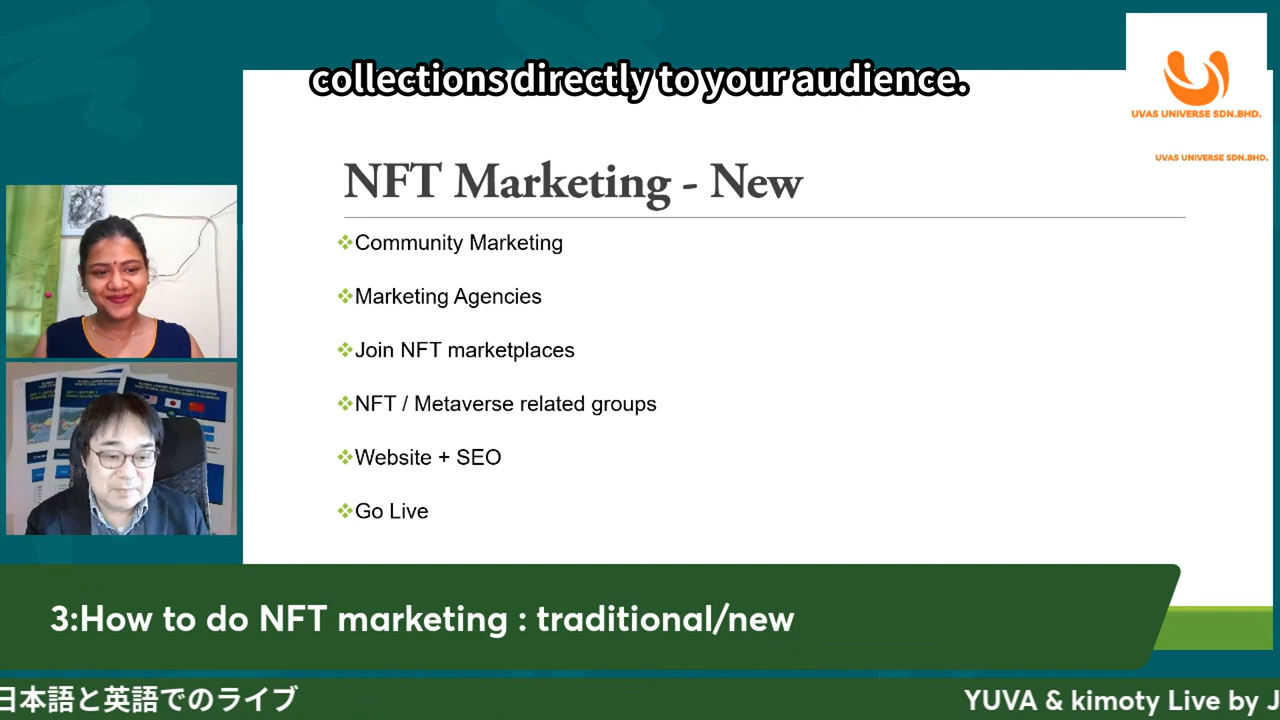 collections directly to your audience.
UVAS UNIVERSE SDN.BHD.
UVAS UNIVERSE SDN.BHD.
NFT Marketing - New
Community Marketing
Marketing Agencies
Join NFT marketplaces
NFT / Metaverse related groups
Website + SEO
Go Live
3:How to do NFT marketing : traditional/new
日本語と英語でのライブ
YUVA & kimoty Live by J